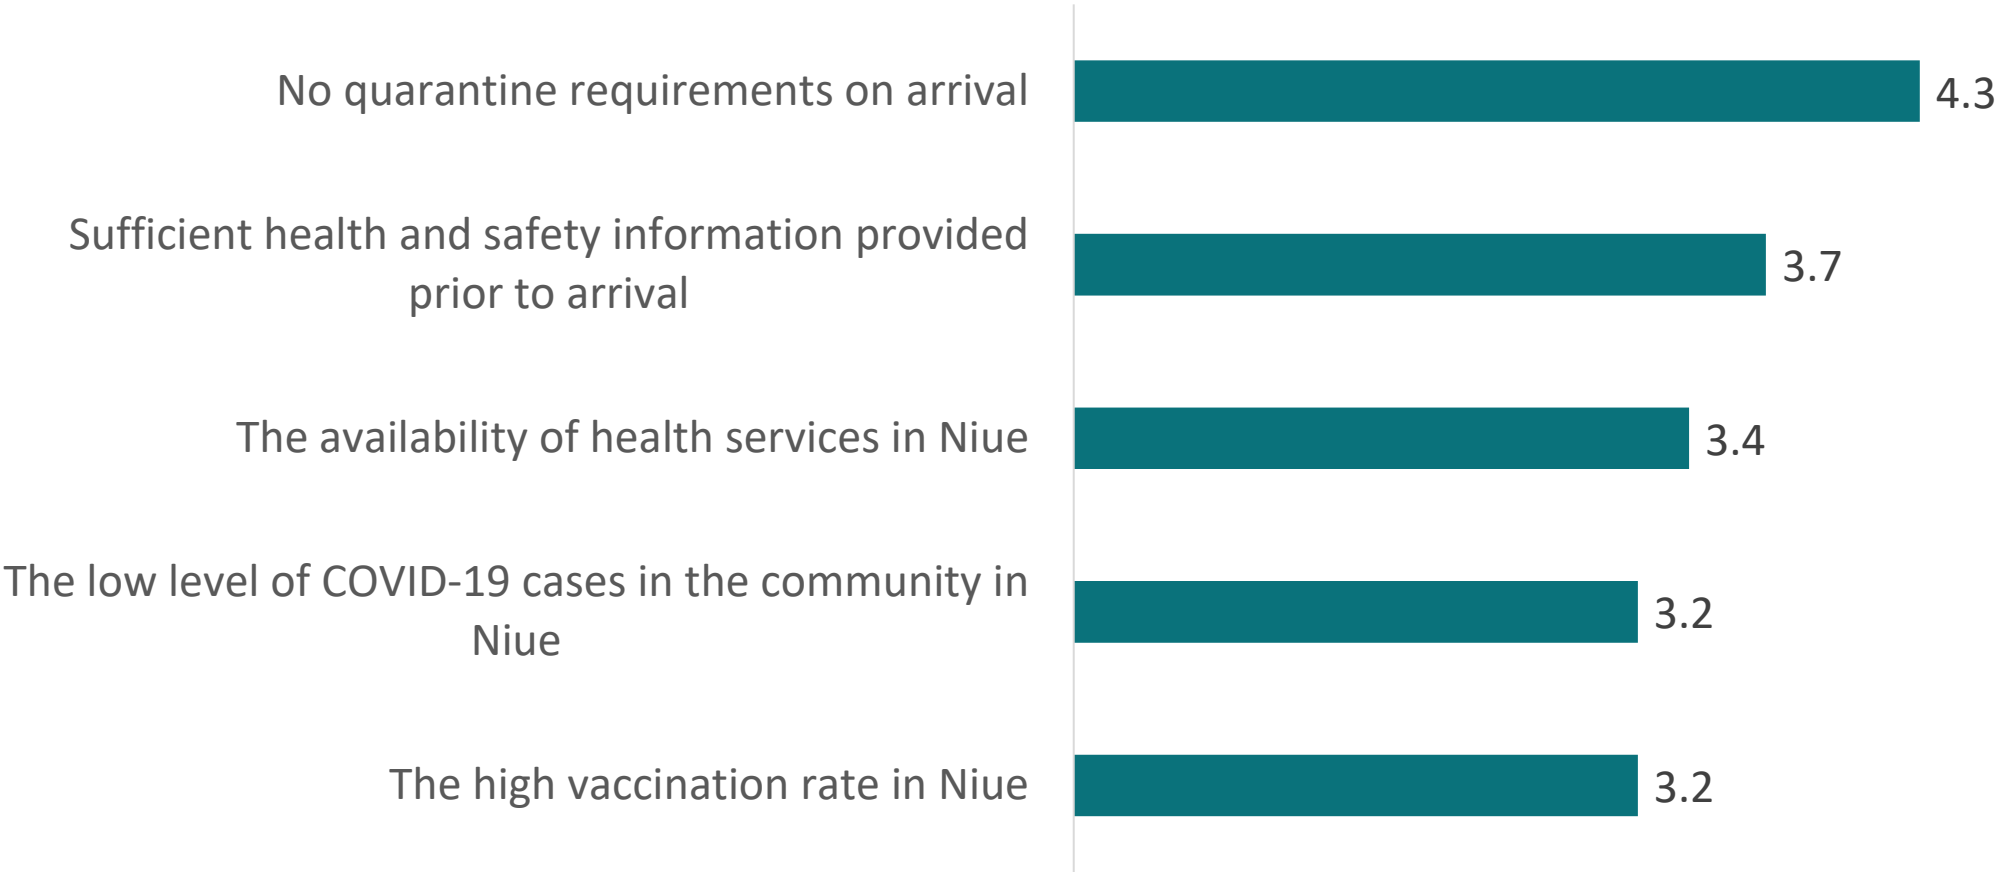 No quarantine requirements on arrival
4.3
Sufficient health and safety information provided
prior to arrival
3.7
The availability of health services in Niue
3.4
The low level of COVID-19 cases in the community in
Niue
3.2
The high vaccination rate in Niue
3.2